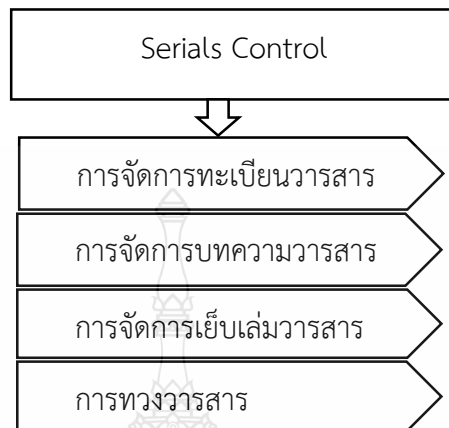 Serials Control
การจัดการทะเบียนวารสาร
การจัดการบทความวารสาร
การจัดการเย็บเล่มวารสาร
การทวงวารสาร